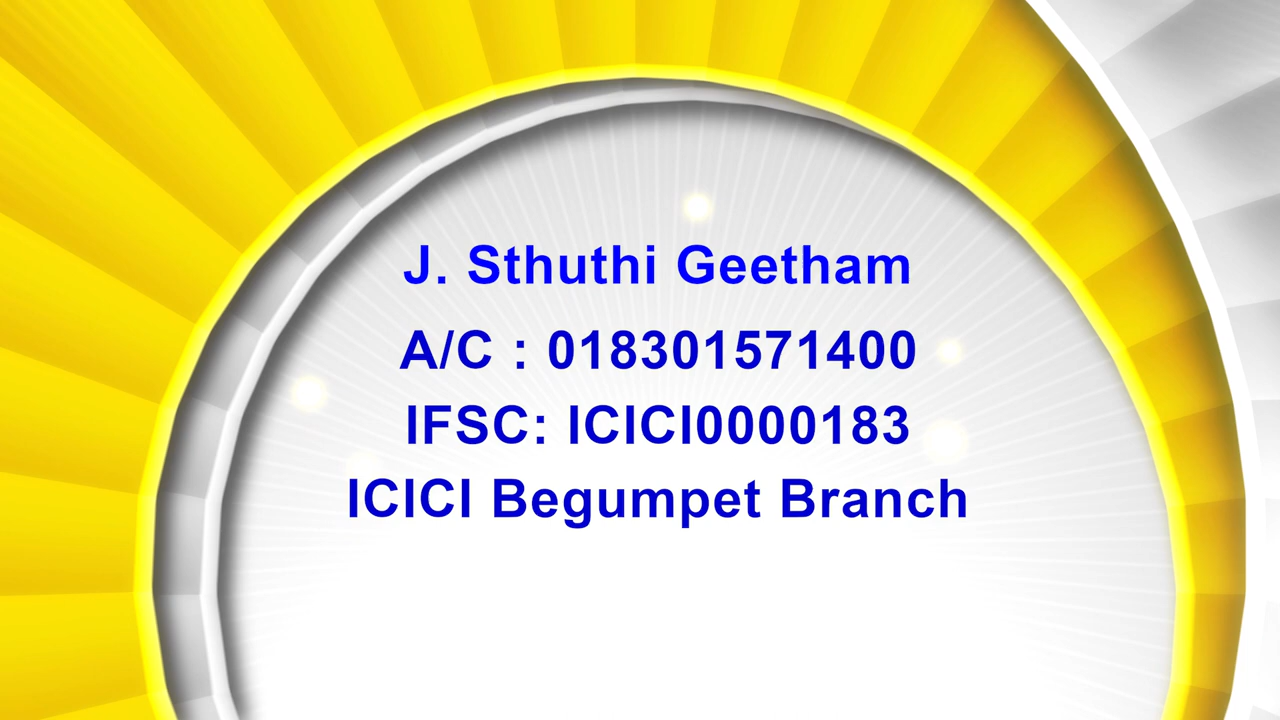 J. Sthuthi Geetham
A/C : 018301571400
IFSC: ICICI0000183
ICICI Begumpet Branch